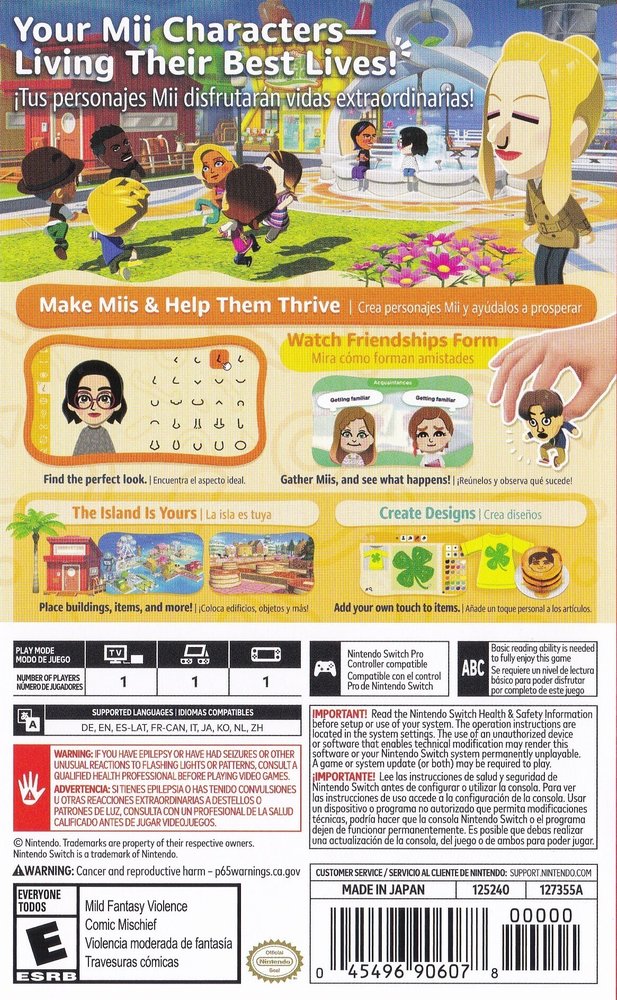 Your Mii Characters—
Living Their Best Lives!
¡Tus personajes Mii disfrutarán vidas extraordinarias!
Make Miis & Help Them Thrive | Crea personajes Mii y ayúdalos a prosperar
Find the perfect look. | Encuentra el aspecto ideal.
Watch Friendships Form
Mira cómo forman amistades
Acquaintances
Getting familiar
Getting familiar
Gather Miis, and see what happens! | ¡Reúnelos y observa qué sucede!
The Island Is Yours | La isla es tuya
Place buildings, items, and more! | ¡Coloca edificios, objetos y más!
Create Designs | Crea diseños
Add your own touch to items. | Añade un toque personal a los artículos.
PLAY MODE
MODO DE JUEGO
TV
NUMBER OF PLAYERS
NÚMERO DE JUGADORES
1
1
1
Nintendo Switch Pro
Controller compatible
Compatible con el control
Pro de Nintendo Switch
ABC
Basic reading ability is needed
to fully enjoy this game
Se requiere un nivel de lectura
básico para poder disfrutar
por completo de este juego
A
SUPPORTED LANGUAGES | IDIOMAS COMPATIBLES
DE, EN, ES-LAT, FR-CAN, IT, JA, KO, NL, ZH
WARNING: IF YOU HAVE EPILEPSY OR HAVE HAD SEIZURES OR OTHER
UNUSUAL REACTIONS TO FLASHING LIGHTS OR PATTERNS, CONSULT A
QUALIFIED HEALTH PROFESSIONAL BEFORE PLAYING VIDEO GAMES.
ADVERTENCIA: SI TIENES EPILEPSIA O HAS TENIDO CONVULSIONES
U OTRAS REACCIONES EXTRAORDINARIAS A DESTELLOS O
PATRONES DE LUZ, CONSULTA CON UN PROFESIONAL DE LA SALUD
CALIFICADO ANTES DE JUGAR VIDEOJUEGOS.
IMPORTANT! Read the Nintendo Switch Health & Safety Information
before setup or use of your system. The operation instructions are
located in the system settings. The use of an unauthorized device
or software that enables technical modification may render this
software or your Nintendo Switch system permanently unplayable.
A game or system update (or both) may be required to play.
¡IMPORTANTE! Lee las instrucciones de salud y seguridad de
Nintendo Switch antes de configurar o utilizar la consola. Para ver
las instrucciones de uso accede a la configuración de la consola. Usar
un dispositivo o programa no autorizado que permita modificaciones
técnicas, podría hacer que la consola Nintendo Switch o el programa
dejen de funcionar permanentemente. Es posible que debas realizar
una actualización de la consola, del juego o de ambos para poder jugar.
© Nintendo. Trademarks are property of their respective owners.
Nintendo Switch is a trademark of Nintendo.
WARNING: Cancer and reproductive harm – p65warnings.ca.gov
EVERYONE
TODOS
E
ESRB
Mild Fantasy Violence
Comic Mischief
Violencia moderada de fantasía
Travesuras cómicas
Official
Nintendo
Seal
CUSTOMER SERVICE / SERVICIO AL CLIENTE DE NINTENDO: SUPPORT.NINTENDO.COM
MADE IN JAPAN
125240
127355A
00000
0 45496 90607 8